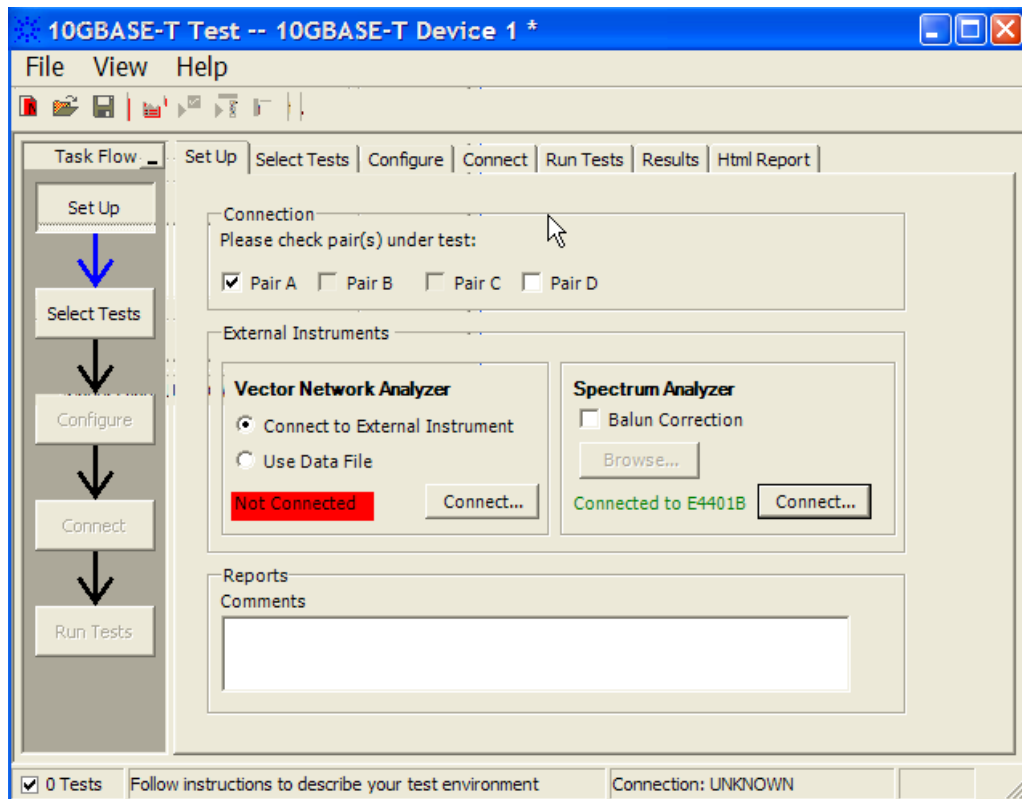 10GBASE-T Test -- 10GBASE-T Device 1 *
File View Help
Task Flow
Set Up Select Tests Configure Connect Run Tests Results Html Report
Set Up
Select Tests
Configure
Connect
Run Tests
Connection
Please check pair(s) under test:
Pair A Pair B Pair C Pair D
External Instruments
Vector Network Analyzer
Connect to External Instrument
Use Data File
Not Connected Connect...
Spectrum Analyzer
Balun Correction
Browse...
Connected to E4401B Connect...
Reports
Comments
0 Tests Follow instructions to describe your test environment Connection: UNKNOWN